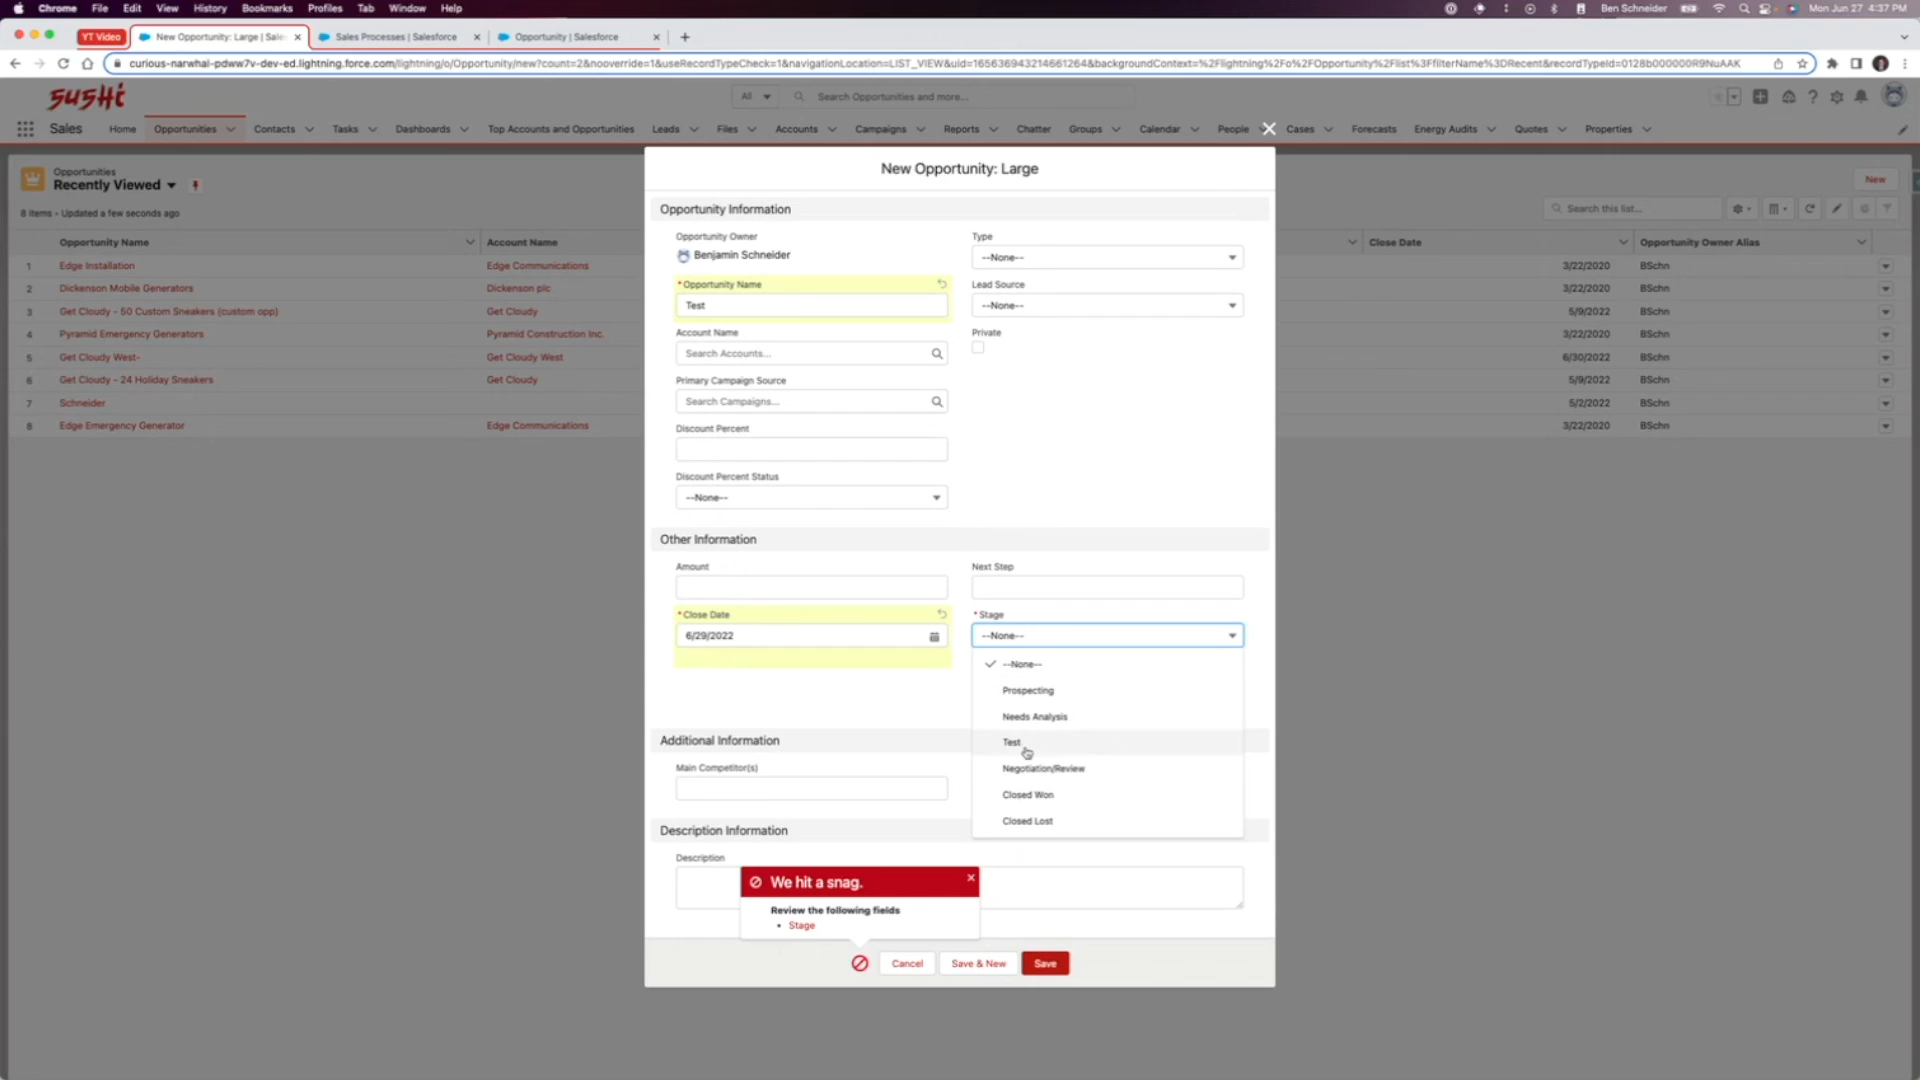 Chrome File Edit View History Bookmarks Profiles Tab Window Help
Ben Schneider Mon Jun 27 4:37 PM
YT Video New Opportunity: Large | Sale Sales Processes | Salesforce Opportunity | Salesforce
curious-narwhal-pdww7v-dev-ed.lightning.force.com/lightning/o/Opportunity/new?count=2&nooverride=1&useRecordTypeCheck=1&navigationLocation=LIST_VIEW&uid=165636943214661264&backgroundContext=%2Flightning%2Fo%2FOpportunity%2Flist%3FfilterName%3DRecent&recordTypeId=0128b000000R9NuAAK
SUSHi
All Search Opportunities and more...
Sales Home Opportunities Contacts Tasks Dashboards Top Accounts and Opportunities Leads Files Accounts Campaigns Reports Chatter Groups Calendar People Cases Forecasts Energy Audits Quotes Properties
Opportunities
Recently Viewed
New
8 items • Updated a few seconds ago
Search this list...
Opportunity Name Account Name Close Date Opportunity Owner Alias
1 Edge Installation Edge Communications 3/22/2020 BSchn
2 Dickenson Mobile Generators Dickenson plc 3/22/2020 BSchn
3 Get Cloudy - 50 Custom Sneakers (custom opp) Get Cloudy 5/9/2022 BSchn
4 Pyramid Emergency Generators Pyramid Construction Inc. 3/22/2020 BSchn
5 Get Cloudy West- Get Cloudy West 6/30/2022 BSchn
6 Get Cloudy - 24 Holiday Sneakers Get Cloudy 5/9/2022 BSchn
7 Schneider 5/2/2022 BSchn
8 Edge Emergency Generator Edge Communications 3/22/2020 BSchn
New Opportunity: Large
Opportunity Information
Opportunity Owner
Benjamin Schneider
Type
--None--
*Opportunity Name
Test
Lead Source
--None--
Account Name
Search Accounts...
Private
Primary Campaign Source
Search Campaigns...
Discount Percent
Discount Percent Status
--None--
Other Information
Amount
Next Step
*Close Date
6/29/2022
*Stage
--None--
--None--
Prospecting
Needs Analysis
Test
Negotiation/Review
Closed Won
Closed Lost
Additional Information
Main Competitor(s)
Description Information
Description
We hit a snag.
Review the following fields
• Stage
Cancel Save & New Save